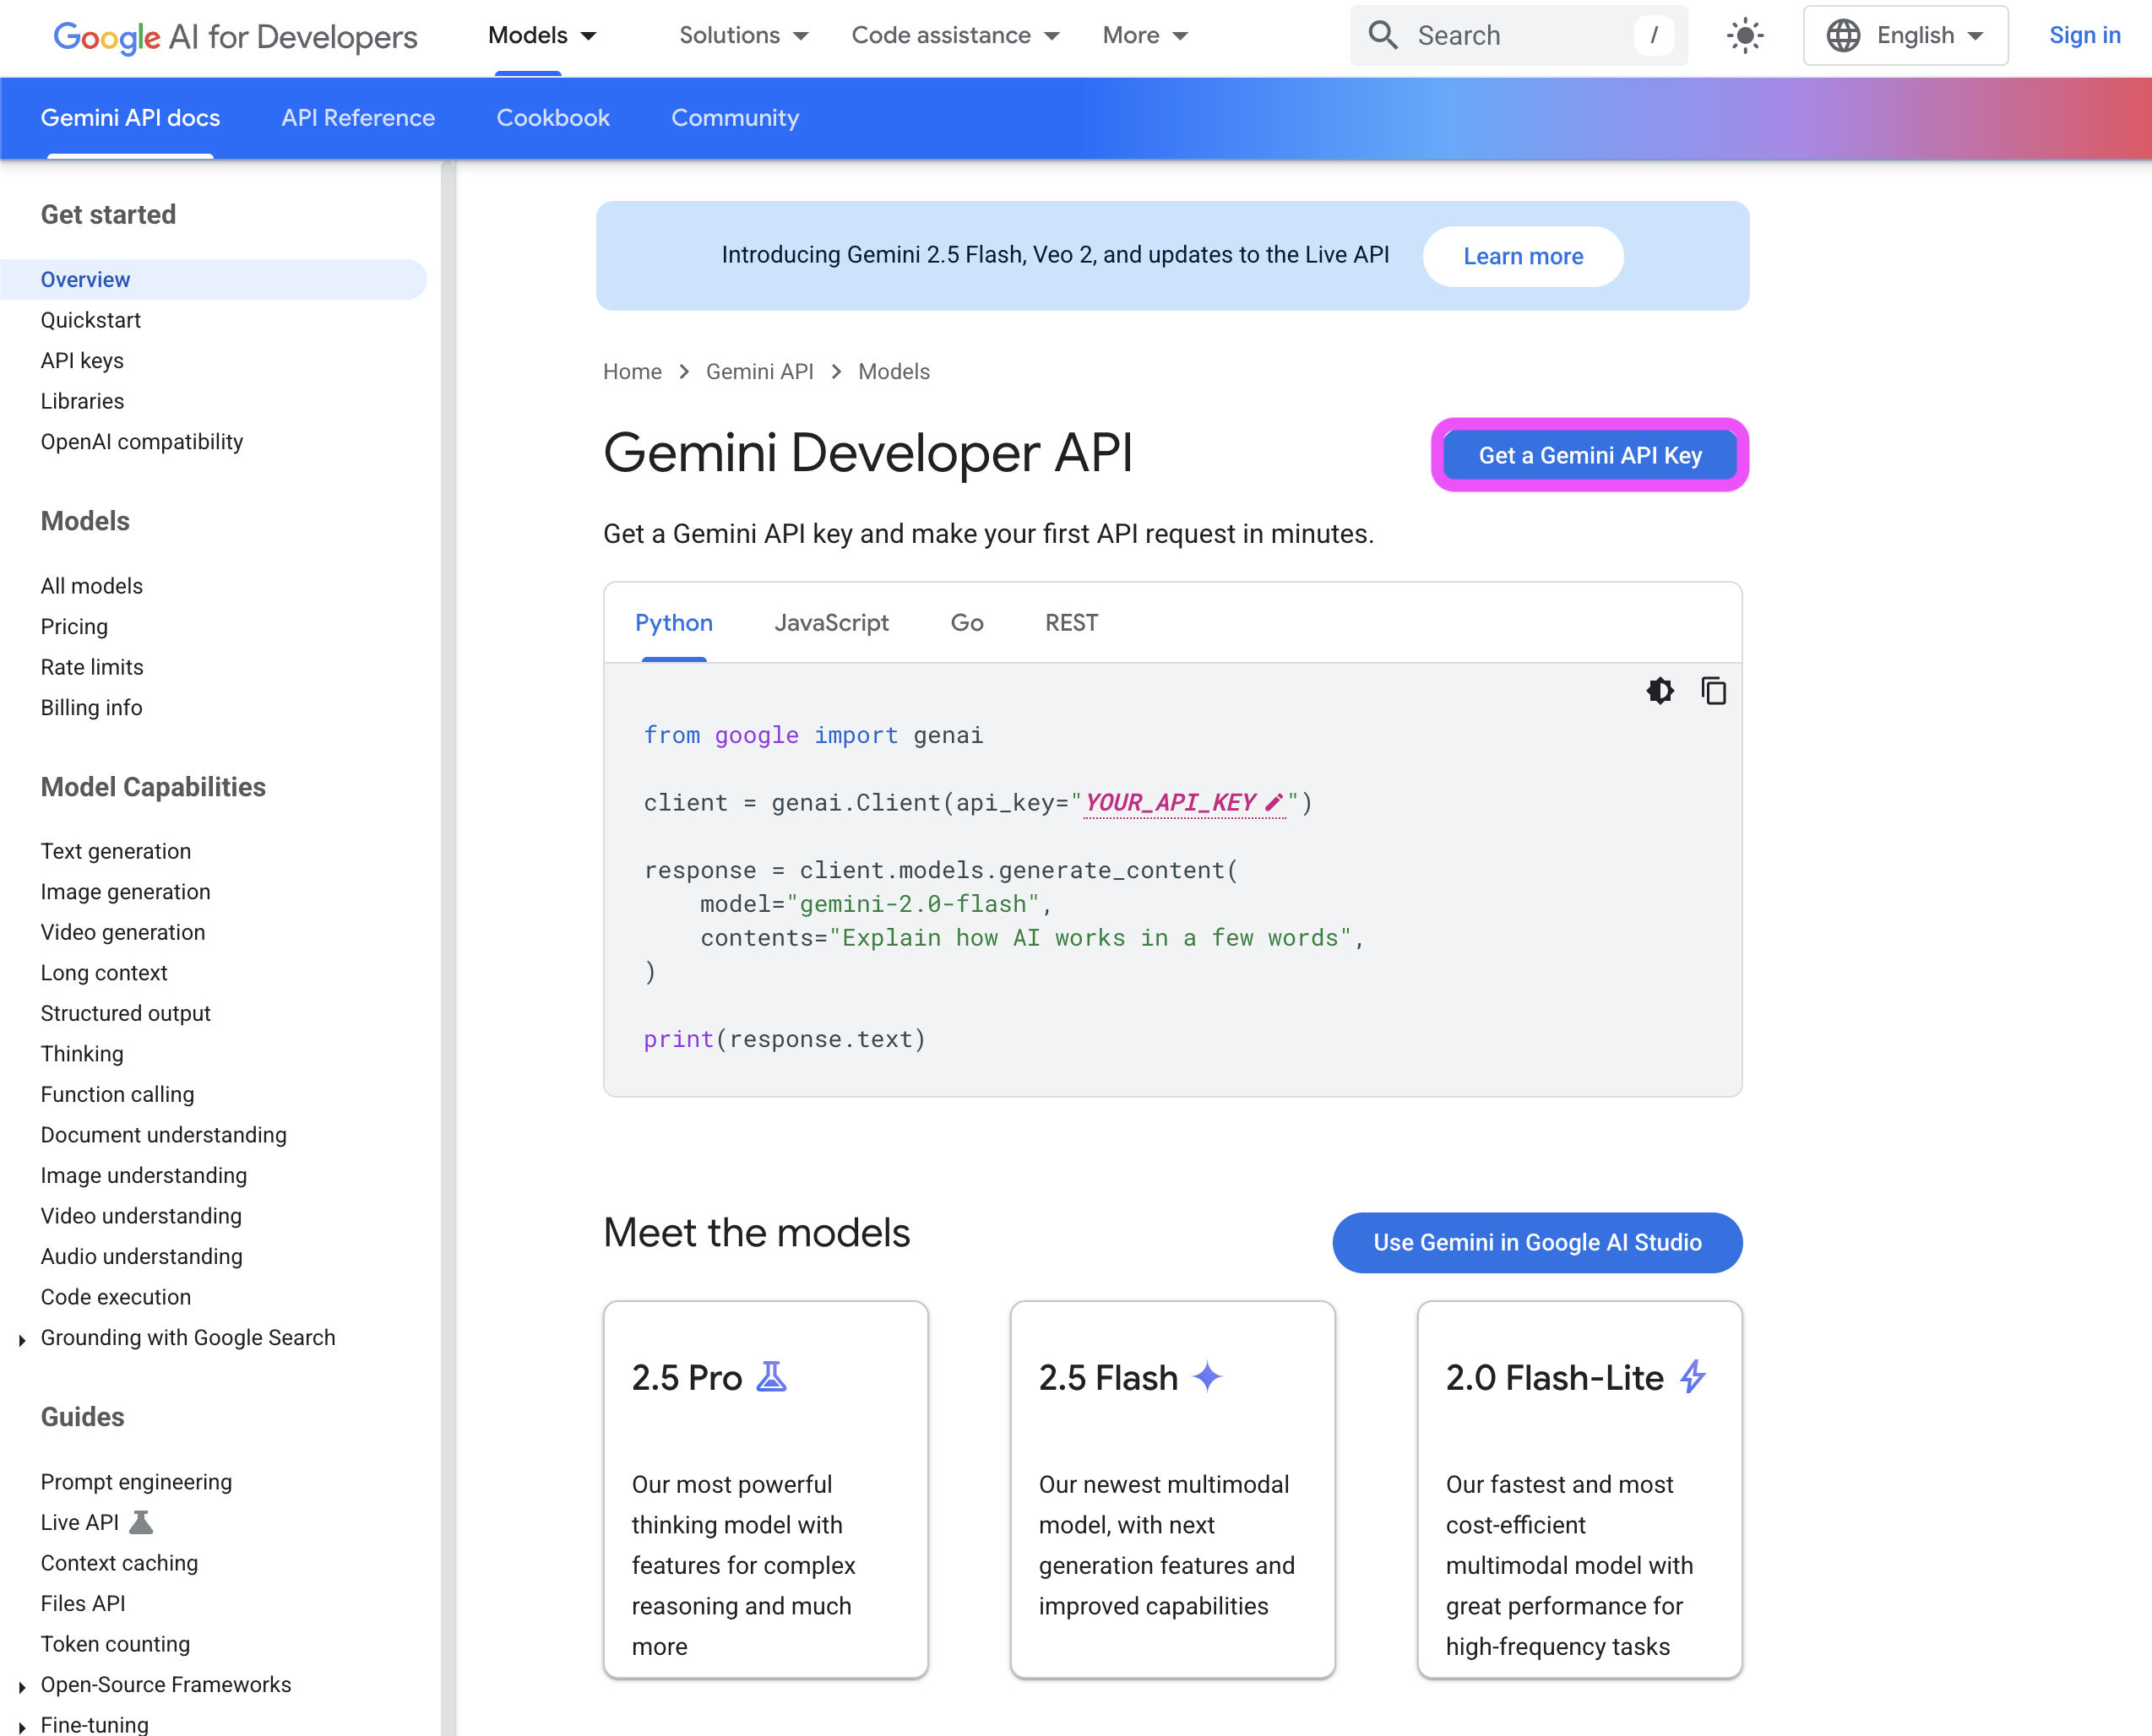 Google AI for Developers
Models
Solutions
Code assistance
More
Search
/
English
Sign in
Gemini API docs
API Reference
Cookbook
Community
Get started
Overview
Quickstart
API keys
Libraries
OpenAI compatibility
Models
All models
Pricing
Rate limits
Billing info
Model Capabilities
Text generation
Image generation
Video generation
Long context
Structured output
Thinking
Function calling
Document understanding
Image understanding
Video understanding
Audio understanding
Code execution
Grounding with Google Search
Guides
Prompt engineering
Live API
Context caching
Files API
Token counting
Open-Source Frameworks
Fine-tuning
Introducing Gemini 2.5 Flash, Veo 2, and updates to the Live API
Learn more
Home > Gemini API > Models
Gemini Developer API
Get a Gemini API Key
Get a Gemini API key and make your first API request in minutes.
Python
JavaScript
Go
REST
from google import genai
client = genai.Client(api_key="YOUR_API_KEY")
response = client.models.generate_content(
    model="gemini-2.0-flash",
    contents="Explain how AI works in a few words",
)
print(response.text)
Meet the models
Use Gemini in Google AI Studio
2.5 Pro
Our most powerful
thinking model with
features for complex
reasoning and much
more
2.5 Flash
Our newest multimodal
model, with next
generation features and
improved capabilities
2.0 Flash-Lite
Our fastest and most
cost-efficient
multimodal model with
great performance for
high-frequency tasks